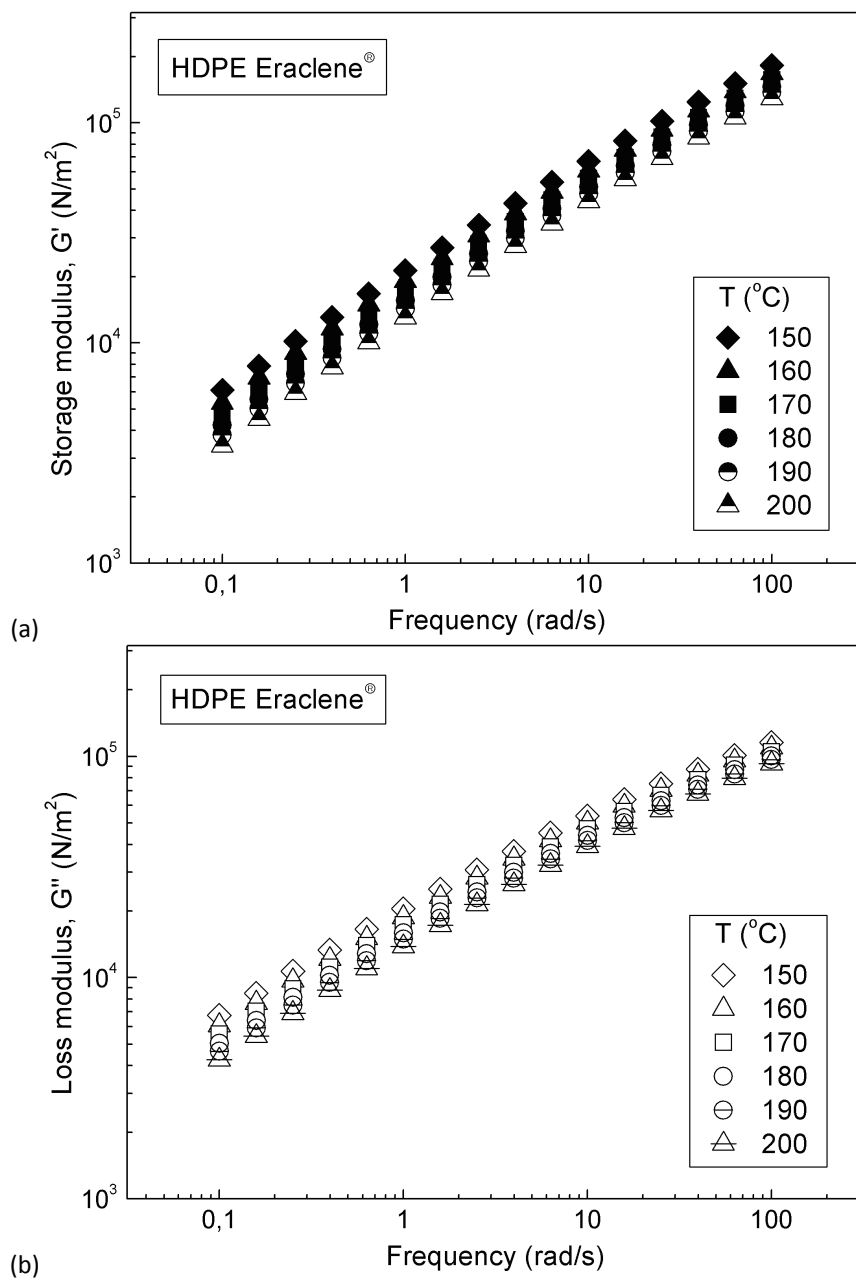 HDPE Eraclene®
10⁵
10⁴
10³
Storage modulus, G' (N/m²)
T (°C)
150
160
170
180
190
200
0,1 1 10 100
Frequency (rad/s)
(a)
HDPE Eraclene®
10⁵
10⁴
10³
Loss modulus, G'' (N/m²)
T (°C)
150
160
170
180
190
200
0,1 1 10 100
Frequency (rad/s)
(b)